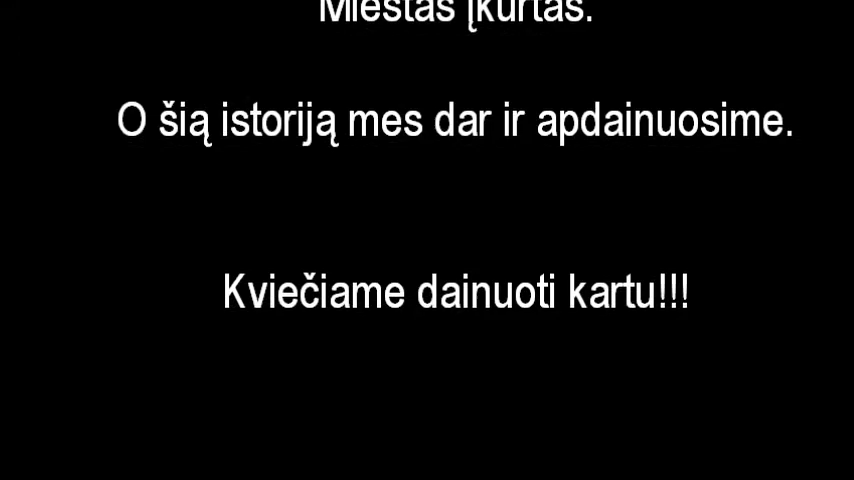 Miestas įkurtas.
O šią istoriją mes dar ir apdainuosime.
Kviečiame dainuoti kartu!!!